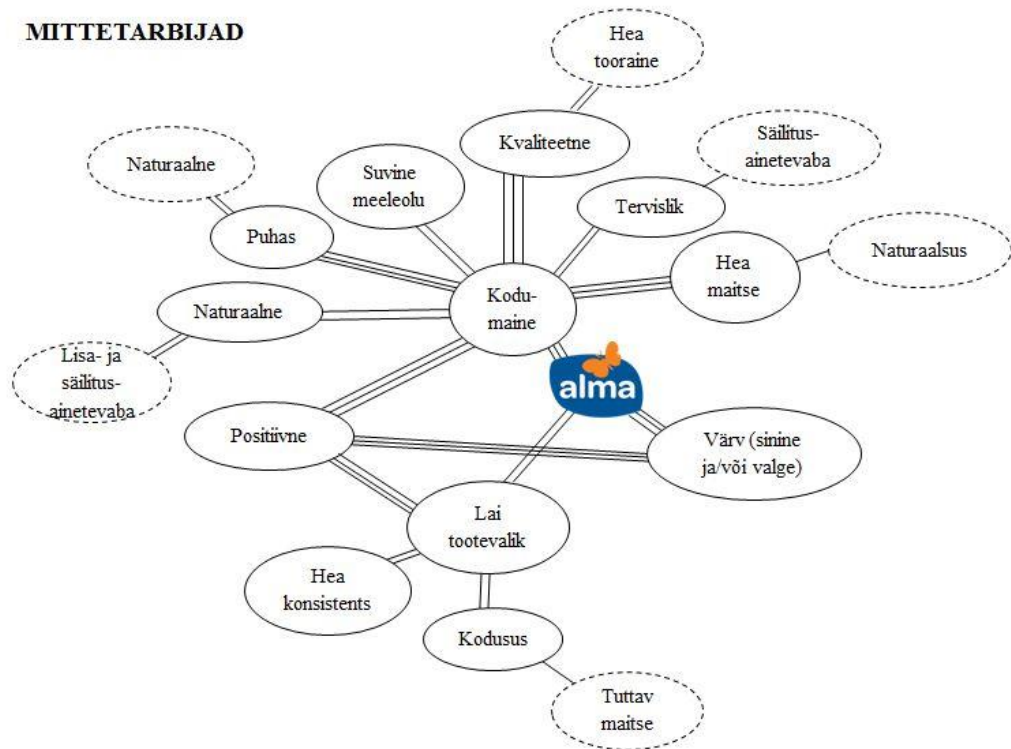 MITTETARBIJAD
Hea
tooraine
Kvaliteetne
Säilitus-
ainetevaba
Naturaalne
Suvine
meeleolu
Tervislik
Puhas
Hea
maitse
Naturaalsus
Kodu-
maine
Naturaalne
Lisa- ja
säilitus-
ainetevaba
alma
Positiivne
Värv (sinine
ja/või valge)
Lai
tootevalik
Hea
konsistents
Kodusus
Tuttav
maitse